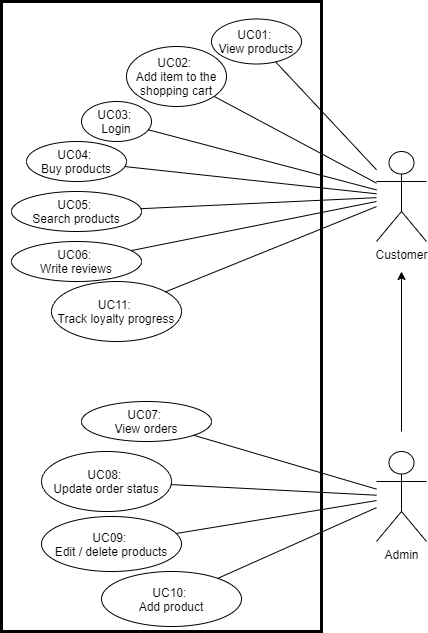 UC01:
View products
UC02:
Add item to the
shopping cart
UC03:
Login
UC04:
Buy products
UC05:
Search products
UC06:
Write reviews
UC11:
Track loyalty progress
Customer
UC07:
View orders
UC08:
Update order status
UC09:
Edit / delete products
UC10:
Add product
Admin